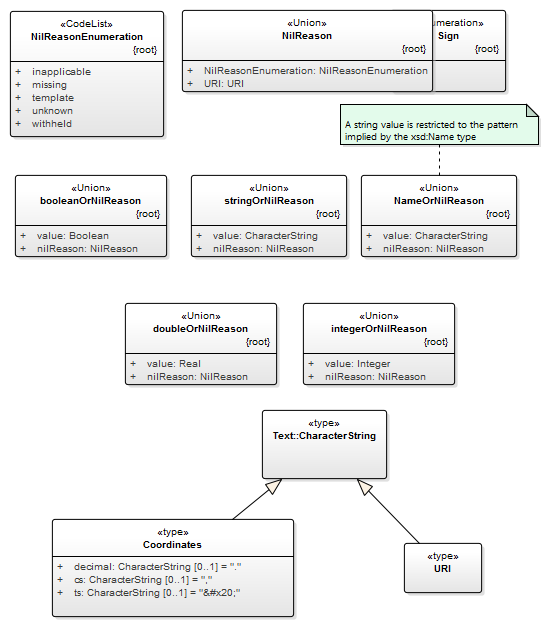 «CodeList»
NilReasonEnumeration
{root}
+ inapplicable
+ missing
+ template
+ unknown
+ withheld
«Union»
NilReason
{root}
+ NilReasonEnumeration: NilReasonEnumeration
+ URI: URI
umeration»
Sign
{root}
A string value is restricted to the pattern
implied by the xsd:Name type
«Union»
booleanOrNilReason
{root}
+ value: Boolean
+ nilReason: NilReason
«Union»
stringOrNilReason
{root}
+ value: CharacterString
+ nilReason: NilReason
«Union»
NameOrNilReason
{root}
+ value: CharacterString
+ nilReason: NilReason
«Union»
doubleOrNilReason
{root}
+ value: Real
+ nilReason: NilReason
«Union»
integerOrNilReason
{root}
+ value: Integer
+ nilReason: NilReason
«type»
Text::CharacterString
«type»
Coordinates
+ decimal: CharacterString [0..1] = "."
+ cs: CharacterString [0..1] = ","
+ ts: CharacterString [0..1] = "&#x20;"
«type»
URI